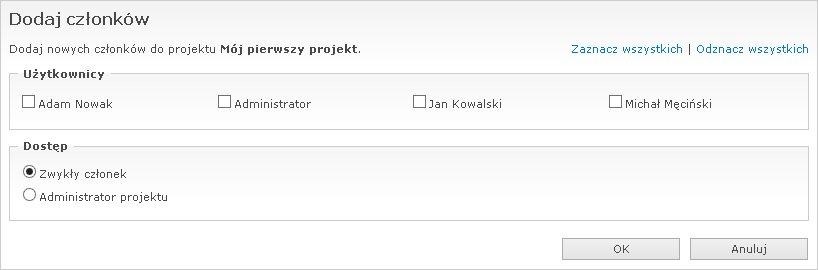 Dodaj członków
Dodaj nowych członków do projektu Mój pierwszy projekt. Zaznacz wszystkich | Odznacz wszystkich
Użytkownicy
Adam Nowak Administrator Jan Kowalski Michał Męciński
Dostęp
Zwykły członek
Administrator projektu
OK Anuluj